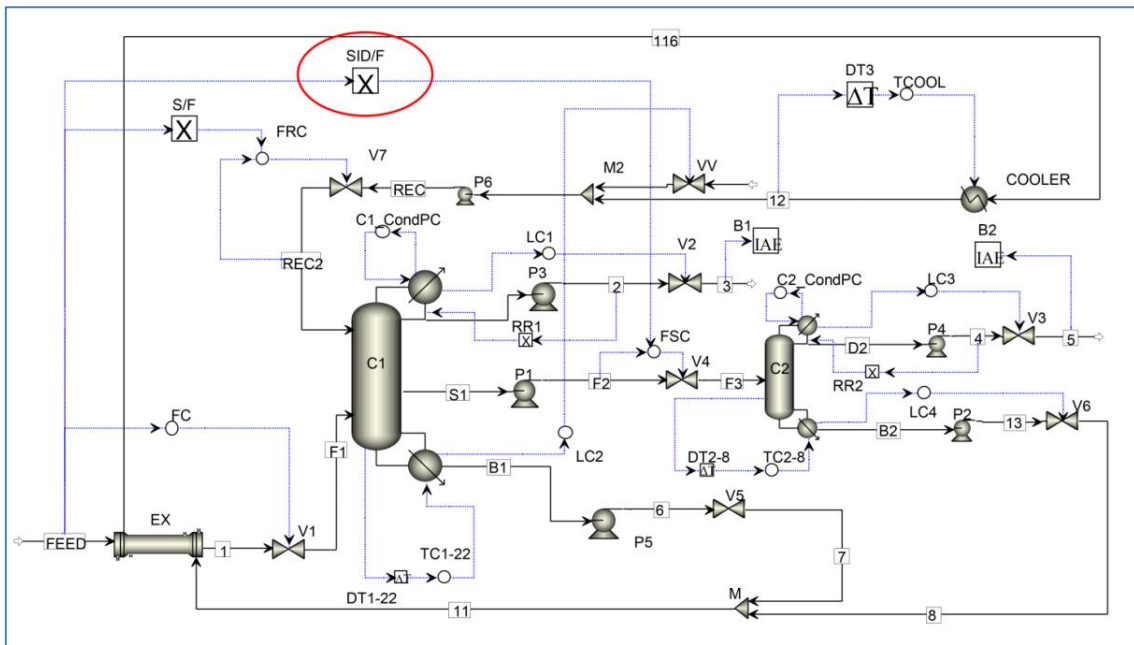 116
SID/F
X
DT3
ΔT
TCOOL
S/F
X
FRC
V7
M2
VV
REC
P6
12
COOLER
C1_CondPC
B1
IAE
B2
IAE
REC2
LC1
V2
P3
2
3
C2_CondPC
LC3
RR1
X
FSC
V3
P4
C1
D2
4
5
P1
V4
C2
RR2
X
S1
F2
F3
FC
F1
LC4
P2
V6
LC2
B2
13
B1
DT2-8
ΔT
TC2-8
EX
V1
V5
6
FEED
1
TC1-22
P5
7
ΔT
DT1-22
M
11
8